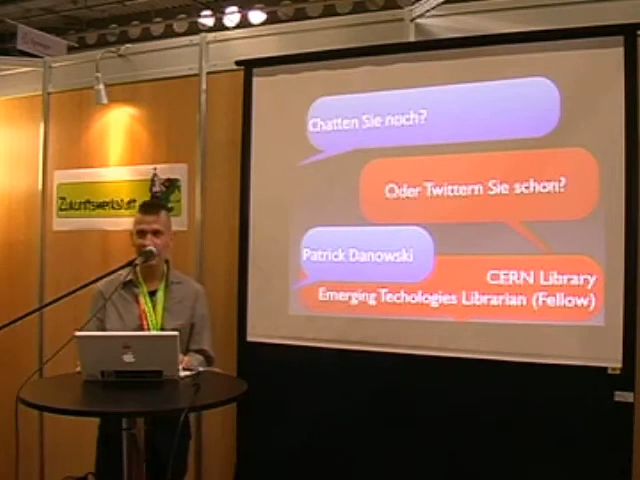 Zukunftswerkstatt
Chatten Sie noch?
Oder Twittern Sie schon?
Patrick Danowski
CERN Library
Emerging Techologies Librarian (Fellow)